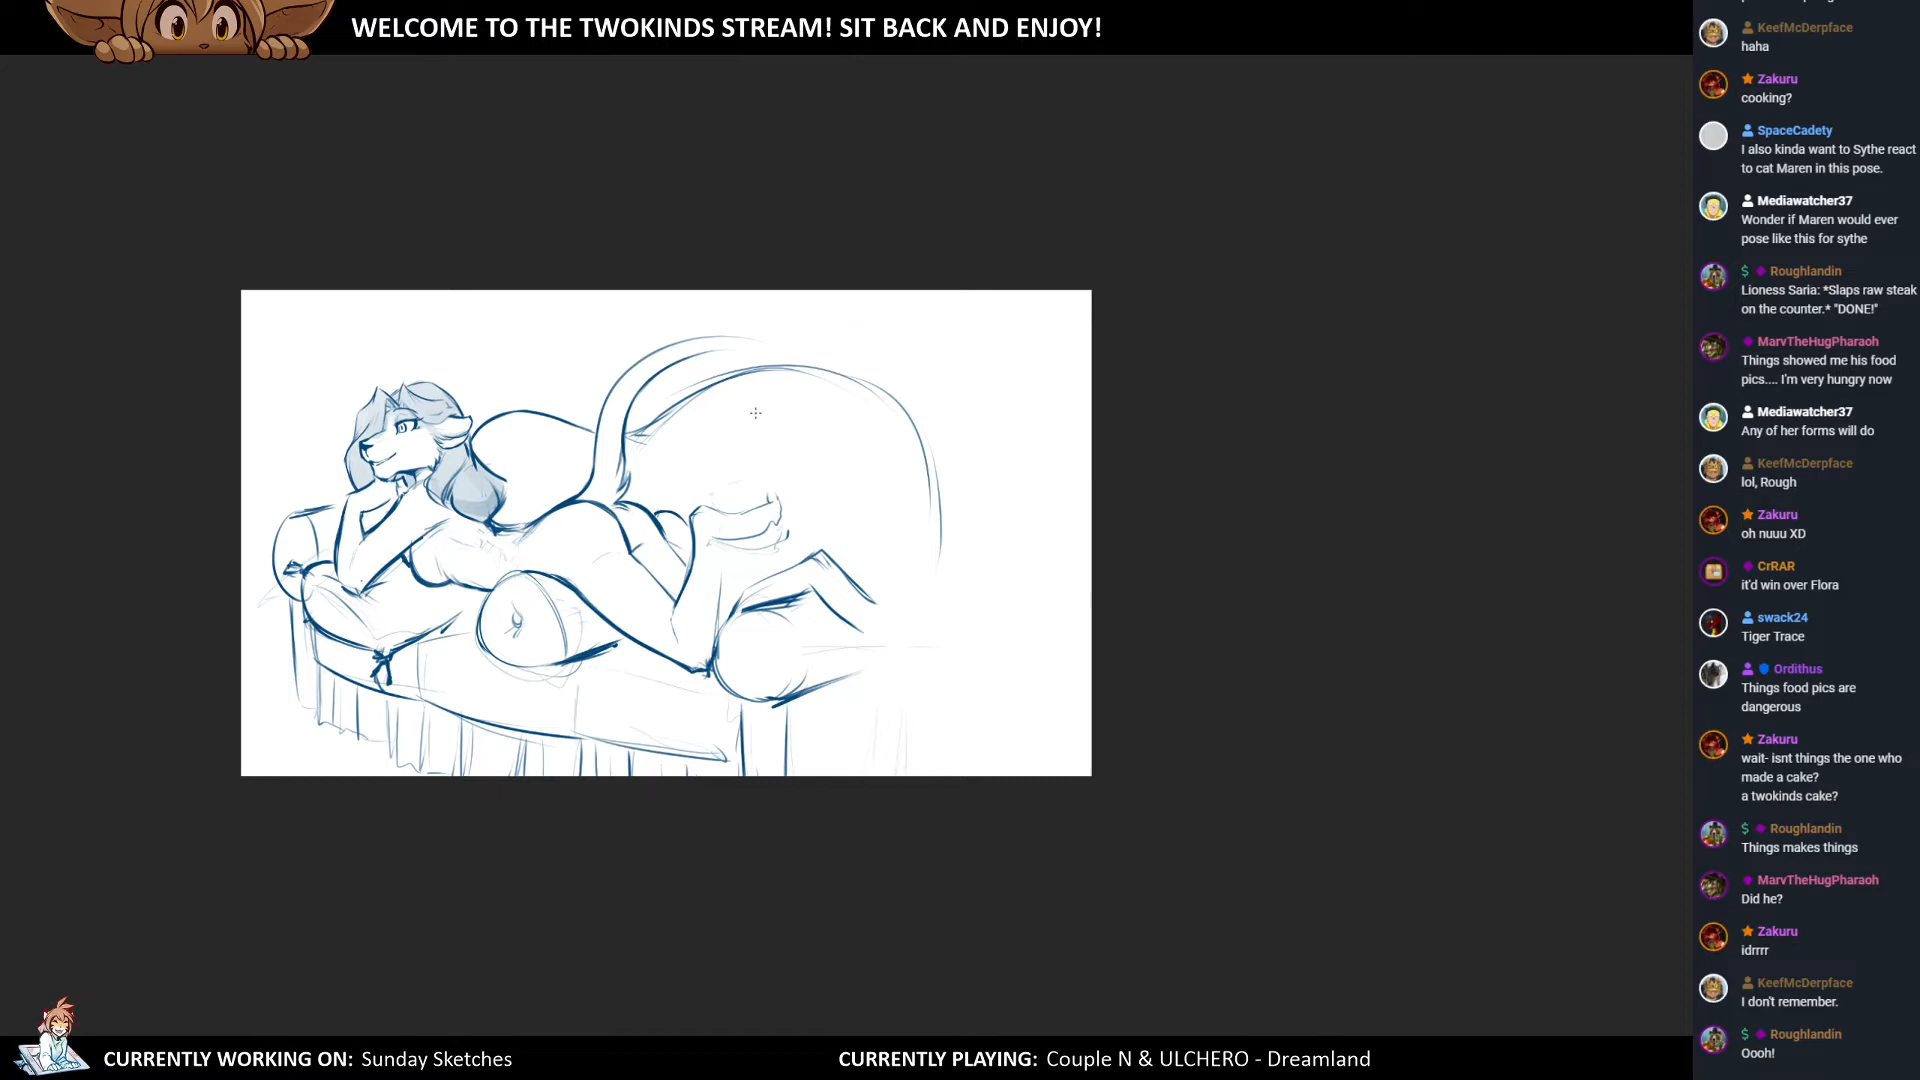 WELCOME TO THE TWOKINDS STREAM! SIT BACK AND ENJOY!
KeefMcDerpface
haha
Zakuru
cooking?
SpaceCadety
I also kinda want to Sythe react
to cat Maren in this pose.
Mediawatcher37
Wonder if Maren would ever
pose like this for sythe
$ Roughlandin
Lioness Saria: *Slaps raw steak
on the counter.* "DONE!"
MarvTheHugPharaoh
Things showed me his food
pics.... I'm very hungry now
Mediawatcher37
Any of her forms will do
KeefMcDerpface
lol, Rough
Zakuru
oh nuuu XD
CrRAR
it'd win over Flora
swack24
Tiger Trace
Ordithus
Things food pics are
dangerous
Zakuru
wait- isnt things the one who
made a cake?
a twokinds cake?
$ Roughlandin
Things makes things
MarvTheHugPharaoh
Did he?
Zakuru
idrrrr
KeefMcDerpface
I don't remember.
$ Roughlandin
Oooh!
CURRENTLY WORKING ON: Sunday Sketches
CURRENTLY PLAYING: Couple N & ULCHERO - Dreamland